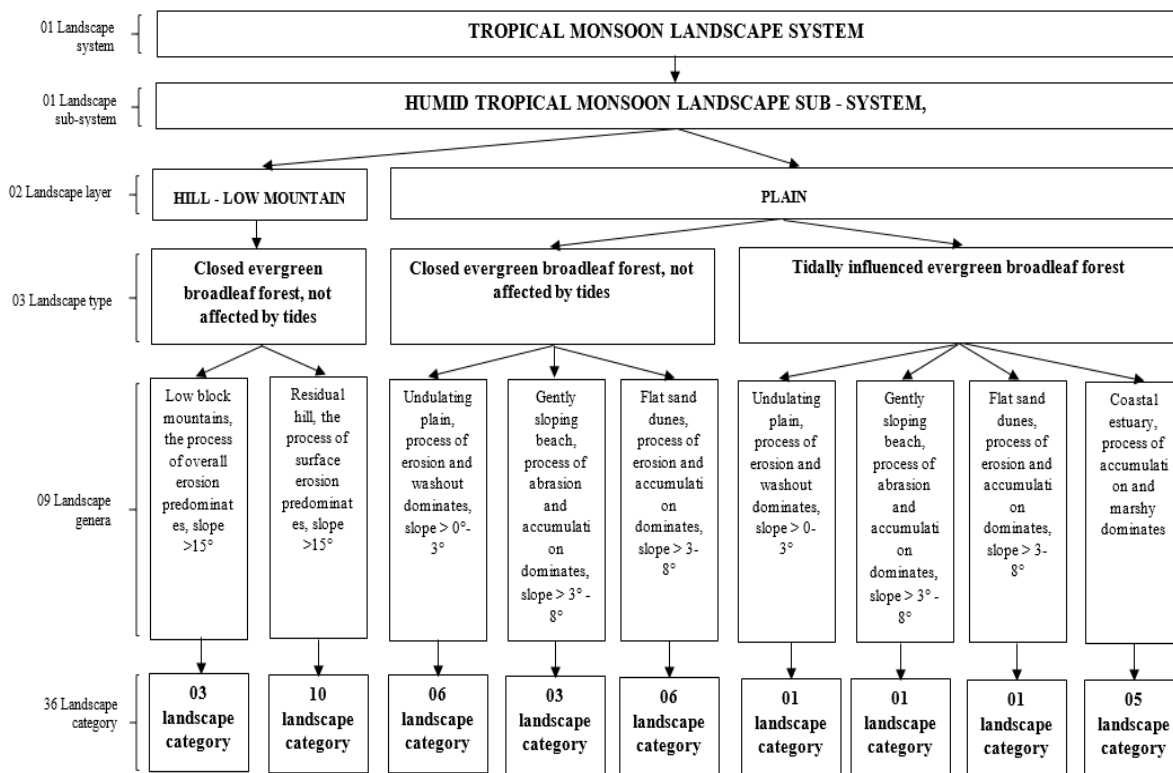 01 Landscape
system
TROPICAL MONSOON LANDSCAPE SYSTEM
01 Landscape
sub-system
HUMID TROPICAL MONSOON LANDSCAPE SUB - SYSTEM,
02 Landscape layer
HILL - LOW MOUNTAIN
PLAIN
03 Landscape type
Closed evergreen
broadleaf forest, not
affected by tides
Closed evergreen broadleaf forest, not
affected by tides
Tidally influenced evergreen broadleaf forest
09 Landscape
genera
Low block
mountains,
the process
of overall
erosion
predominat
es, slope
>15°
Residual
hill, the
process of
surface
erosion
predominat
es, slope
>15°
Undulating
plain,
process of
erosion and
washout
dominates,
slope > 0°-
3°
Gently
sloping
beach,
process of
abrasion
and
accumulati
on
dominates,
slope > 3° -
8°
Flat sand
dunes,
process of
erosion and
accumulati
on
dominates,
slope > 3-
8°
Undulating
plain,
process of
erosion and
washout
dominates,
slope > 0-
3°
Gently
sloping
beach,
process of
abrasion
and
accumulati
on
dominates,
slope > 3° -
8°
Flat sand
dunes,
process of
erosion and
accumulati
on
dominates,
slope > 3-
8°
Coastal
estuary,
process of
accumulati
on and
marshy
dominates
36 Landscape
category
03
landscape
category
10
landscape
category
06
landscape
category
03
landscape
category
06
landscape
category
01
landscape
category
01
landscape
category
01
landscape
category
05
landscape
category